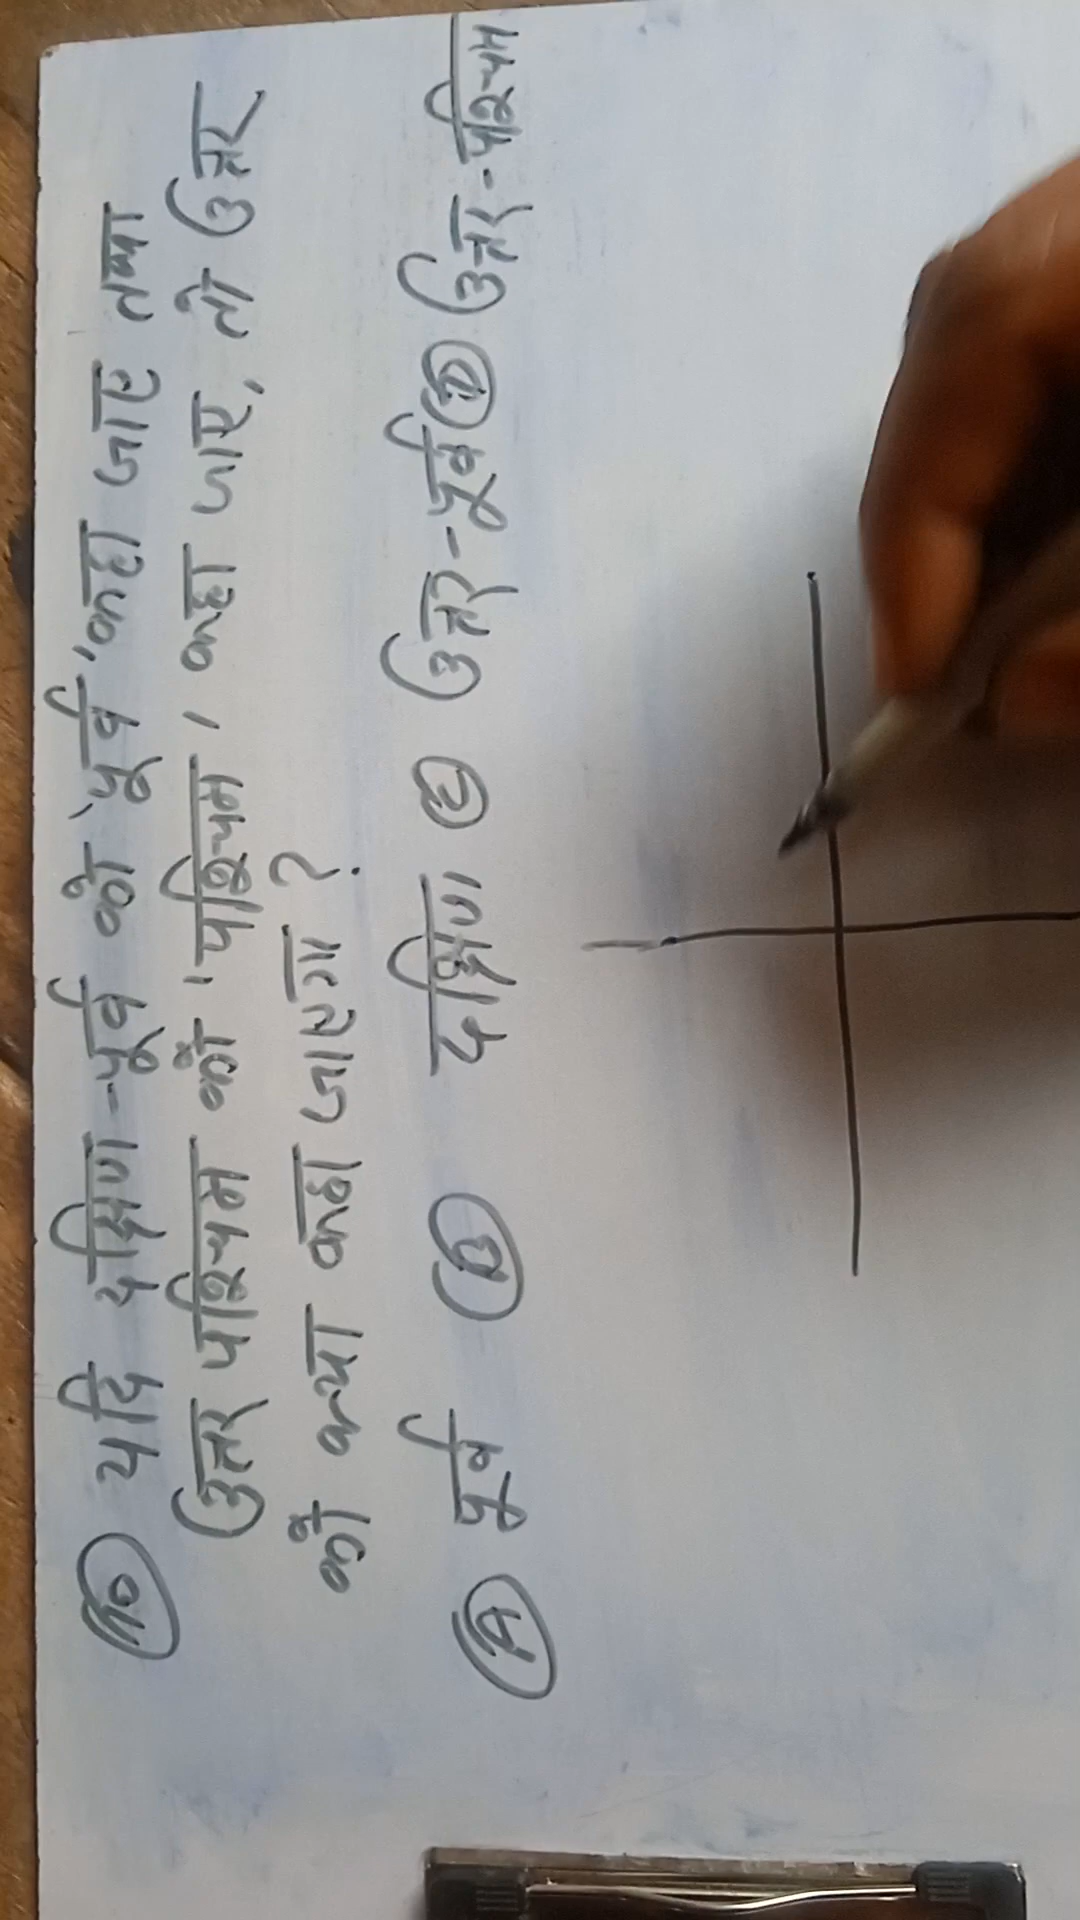 (10) यदि दक्षिण-पूर्व को 'पूर्व' कहा जाए तथा
उत्तर पश्चिम को 'पश्चिम' कहा जाए, तो उत्तर
को क्या कहा जाएगा?
(A) पूर्व (B) दक्षिण (C) उत्तर-पूर्व (D) उत्तर-पश्चिम